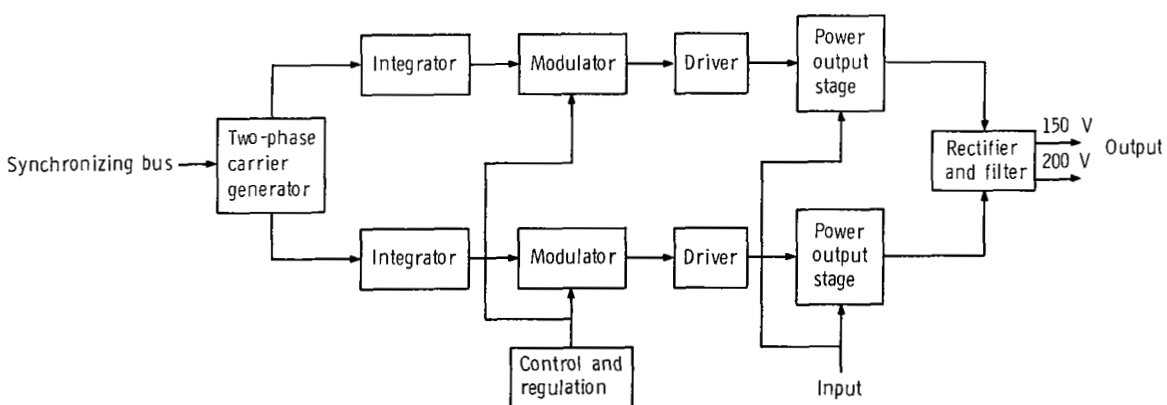 Integrator
Modulator
Driver
Power
output
stage
Synchronizing bus
Two-phase
carrier
generator
Rectifier
and filter
150 V
200 V
Output
Integrator
Modulator
Driver
Power
output
stage
Control and
regulation
Input